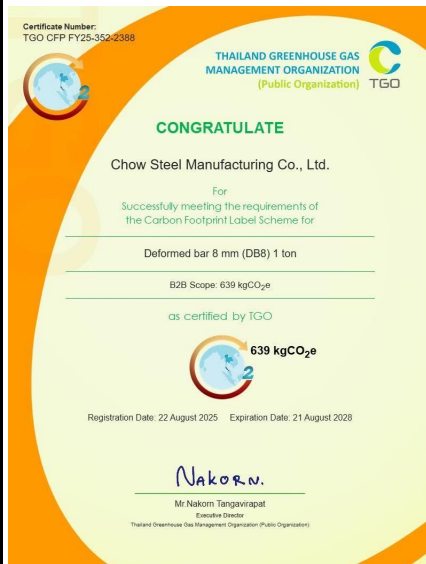 Certificate Number:
TGO CFP FY25-352-2388
THAILAND GREENHOUSE GAS
MANAGEMENT ORGANIZATION
(Public Organization)
TGO
2
CONGRATULATE
Chow Steel Manufacturing Co., Ltd.
For
Successfully meeting the requirements of
the Carbon Footprint Label Scheme for
Deformed bar 8 mm (DB8) 1 ton
B2B Scope: 639 kgCO₂e
as certified by TGO
639 kgCO₂e
2
Registration Date: 22 August 2025 Expiration Date: 21 August 2028
NAKORN.
Mr.Nakorn Tangavirapat
Executive Director
Thailand Greenhouse Gas Management Organization (Public Organization)